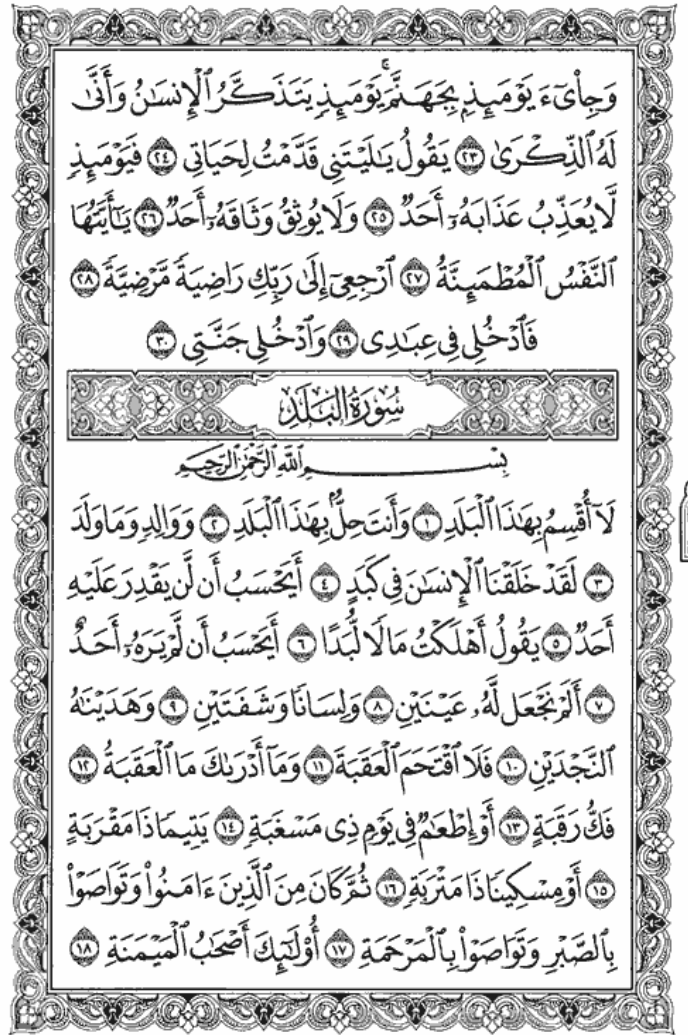 وَجِاْىٓءَ يَوْمَئِذِۭ بِجَهَنَّمَ ۚ يَوْمَئِذٍ يَتَذَكَّرُ ٱلْإِنسَٰنُ وَأَنَّىٰ
لَهُ ٱلذِّكْرَىٰ ٢٣ يَقُولُ يَٰلَيْتَنِى قَدَّمْتُ لِحَيَاتِى ٢٤ فَيَوْمَئِذٍ
لَّا يُعَذِّبُ عَذَابَهُۥٓ أَحَدٌ ٢٥ وَلَا يُوثِقُ وَثَاقَهُۥٓ أَحَدٌ ٢٦ يَٰٓأَيَّتُهَا
ٱلنَّفْسُ ٱلْمُطْمَئِنَّةُ ٢٧ ٱرْجِعِىٓ إِلَىٰ رَبِّكِ رَاضِيَةً مَّرْضِيَّةً ٢٨
فَٱدْخُلِى فِى عِبَٰدِى ٢٩ وَٱدْخُلِى جَنَّتِى ٣٠
سُورَةُ الْبَلَدِ
بِسْمِ ٱللَّهِ ٱلرَّحْمَٰنِ ٱلرَّحِيمِ
لَآ أُقْسِمُ بِهَٰذَا ٱلْبَلَدِ ١ وَأَنتَ حِلٌّۢ بِهَٰذَا ٱلْبَلَدِ ٢ وَوَالِدٍ وَمَا وَلَدَ
٣ لَقَدْ خَلَقْنَا ٱلْإِنسَٰنَ فِى كَبَدٍ ٤ أَيَحْسَبُ أَن لَّن يَقْدِرَ عَلَيْهِ
أَحَدٌ ٥ يَقُولُ أَهْلَكْتُ مَالًا لُّبَدًا ٦ أَيَحْسَبُ أَن لَّمْ يَرَهُۥٓ أَحَدٌ
٧ أَلَمْ نَجْعَل لَّهُۥ عَيْنَيْنِ ٨ وَلِسَانًا وَشَفَتَيْنِ ٩ وَهَدَيْنَٰهُ
ٱلنَّجْدَيْنِ ١٠ فَلَا ٱقْتَحَمَ ٱلْعَقَبَةَ ١١ وَمَآ أَدْرَىٰكَ مَا ٱلْعَقَبَةُ ١٢
فَكُّ رَقَبَةٍ ١٣ أَوْ إِطْعَٰمٌ فِى يَوْمٍ ذِى مَسْغَبَةٍ ١٤ يَتِيمًا ذَا مَقْرَبَةٍ
١٥ أَوْ مِسْكِينًا ذَا مَتْرَبَةٍ ١٦ ثُمَّ كَانَ مِنَ ٱلَّذِينَ ءَامَنُوا۟ وَتَوَاصَوْا۟
بِٱلصَّبْرِ وَتَوَاصَوْا۟ بِٱلْمَرْحَمَةِ ١٧ أُو۟لَٰٓئِكَ أَصْحَٰبُ ٱلْمَيْمَنَةِ ١٨